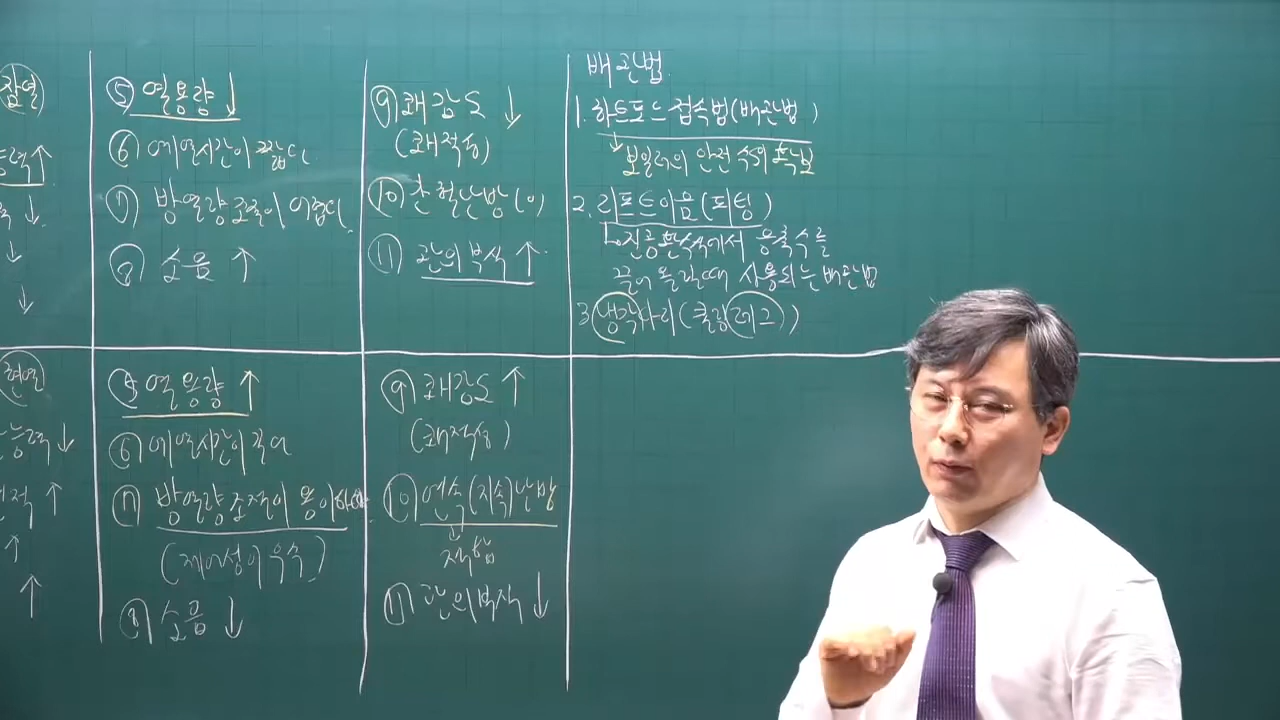 잠열
⑤ 열용량 ↓
⑥ 예열시간이 짧다.
⑦ 방열량 조절이 어렵다.
⑧ 소음 ↑
⑨ 쾌감도 ↓
(쾌적성)
⑩ 간헐난방(이)
⑪ 관의 부식 ↑
배관법
1. 하트포드 접속법(배관법)
↓ 보일러의 안전 수위 확보
2. 리프트이음(피팅)
↳진공환수식에서 응축수를
끌어 올릴때 사용되는 배관법
3. 냉각다리(쿨링레그)
현열
⑤ 열용량 ↑
⑥ 예열시간이 길어
⑦ 방열량 조절이 용이하다.
(제어성이 우수)
⑧ 소음 ↓
⑨ 쾌감도 ↑
(쾌적성)
⑩ 연속(지속)난방
↓
적합
⑪ 관의부식 ↓